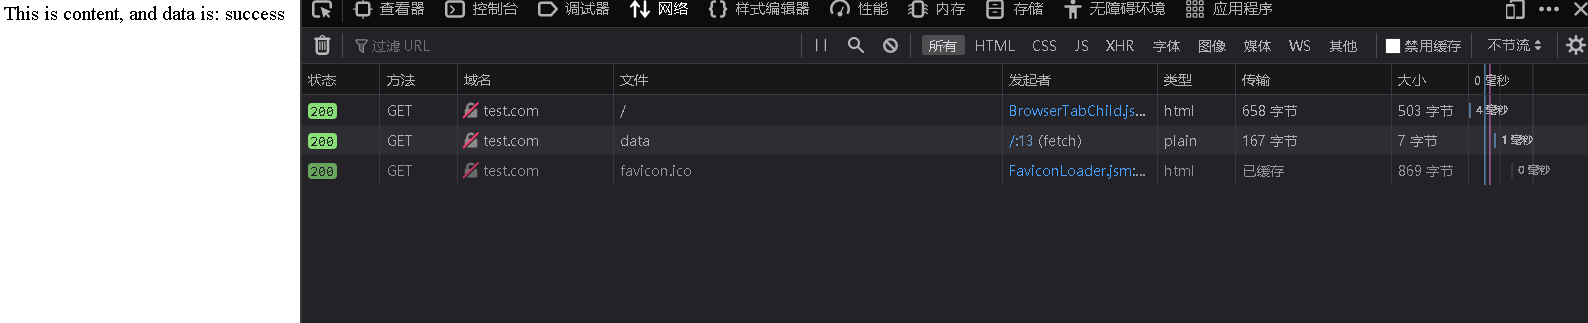 This is content, and data is: success
查看器 控制台 调试器 网络 样式编辑器 性能 内存 存储 无障碍环境 应用程序
过滤 URL 所有 HTML CSS JS XHR 字体 图像 媒体 WS 其他 禁用缓存 不节流
状态 方法 域名 文件 发起者 类型 传输 大小 0 毫秒
200 GET test.com / BrowserTabChild.js... html 658 字节 503 字节 4 毫秒
200 GET test.com data /:13 (fetch) plain 167 字节 7 字节 1 毫秒
200 GET test.com favicon.ico FaviconLoader.jsm:... html 已缓存 869 字节 0 毫秒